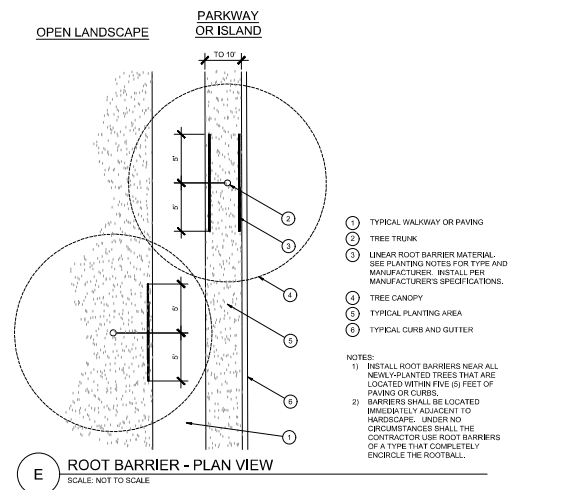 OPEN LANDSCAPE
PARKWAY
OR ISLAND
TO 10'
5'
5'
5'
5'
2
3
4
5
6
1
1 TYPICAL WALKWAY OR PAVING
2 TREE TRUNK
3 LINEAR ROOT BARRIER MATERIAL.
SEE PLANTING NOTES FOR TYPE AND
MANUFACTURER. INSTALL PER
MANUFACTURER'S SPECIFICATIONS.
4 TREE CANOPY
5 TYPICAL PLANTING AREA
6 TYPICAL CURB AND GUTTER
NOTES:
1) INSTALL ROOT BARRIERS NEAR ALL
NEWLY-PLANTED TREES THAT ARE
LOCATED WITHIN FIVE (5) FEET OF
PAVING OR CURBS.
2) BARRIERS SHALL BE LOCATED
IMMEDIATELY ADJACENT TO
HARDSCAPE. UNDER NO
CIRCUMSTANCES SHALL THE
CONTRACTOR USE ROOT BARRIERS
OF A TYPE THAT COMPLETELY
ENCIRCLE THE ROOTBALL.
E ROOT BARRIER - PLAN VIEW
SCALE: NOT TO SCALE